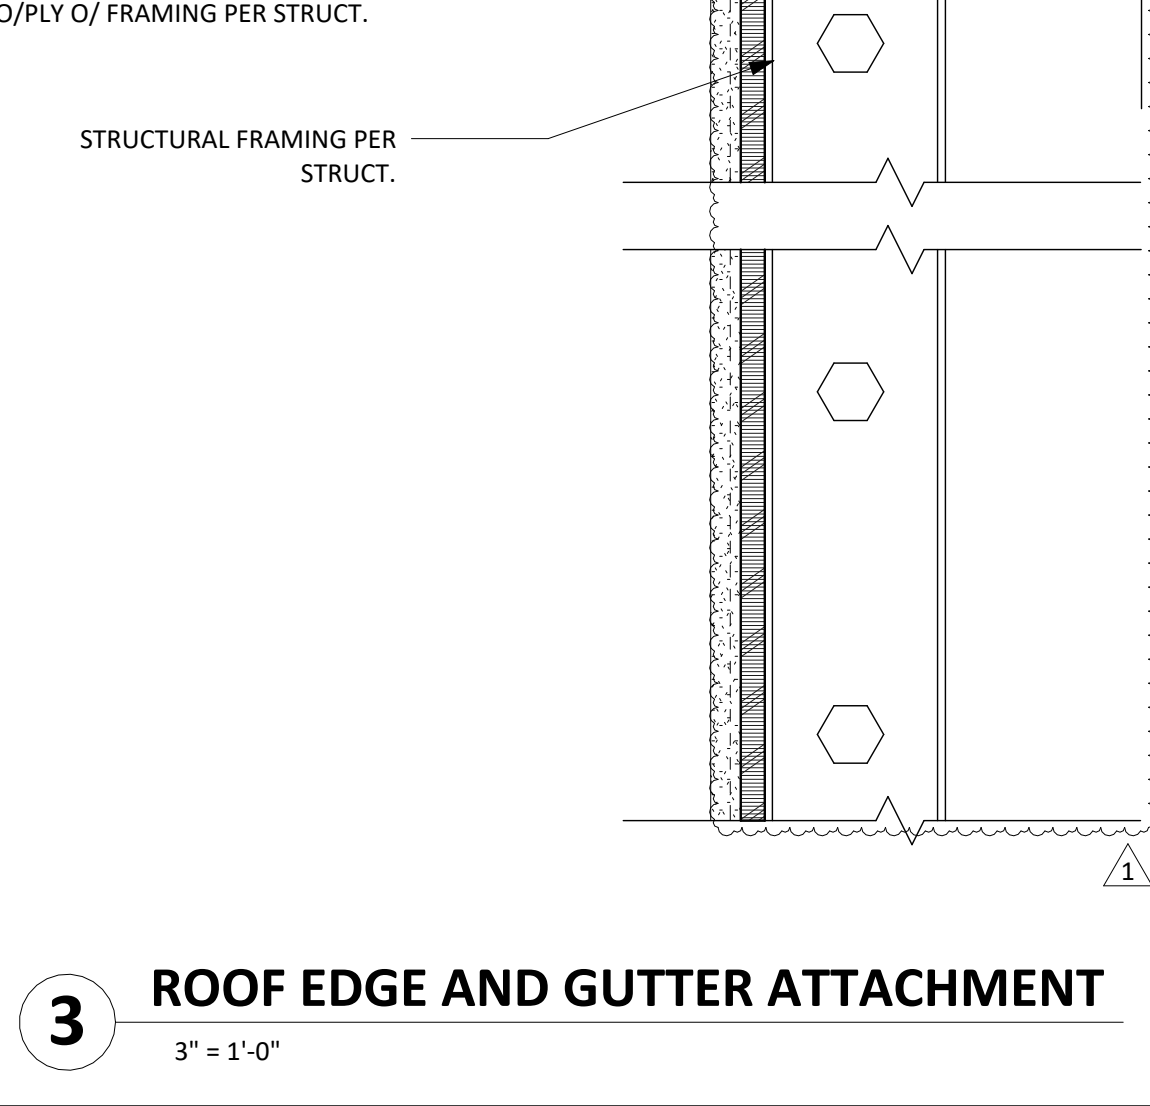 O/PLY O/ FRAMING PER STRUCT.
STRUCTURAL FRAMING PER
STRUCT.
1
3
ROOF EDGE AND GUTTER ATTACHMENT
3" = 1'-0"